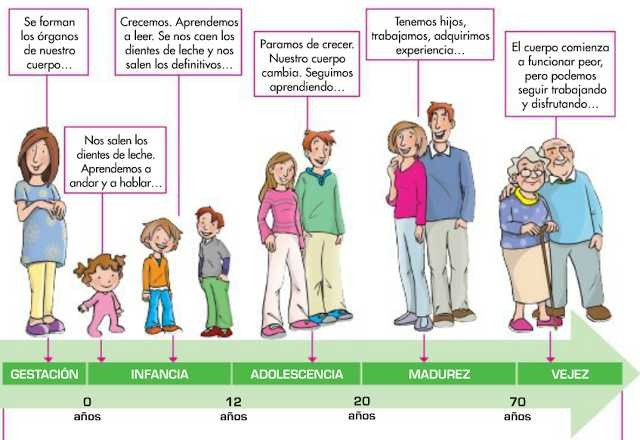 Se forman
los órganos
de nuestro
cuerpo...
Crecemos. Aprendemos
a leer. Se nos caen los
dientes de leche y nos
salen los definitivos...
Nos salen los
dientes de leche.
Aprendemos a
andar y a hablar...
Paramos de crecer.
Nuestro cuerpo
cambia. Seguimos
aprendiendo...
Tenemos hijos,
trabajamos, adquirimos
experiencia...
El cuerpo comienza
a funcionar peor,
pero podemos
seguir trabajando
y disfrutando...
GESTACIÓN
INFANCIA
ADOLESCENCIA
MADUREZ
VEJEZ
0
años
12
años
20
años
70
años